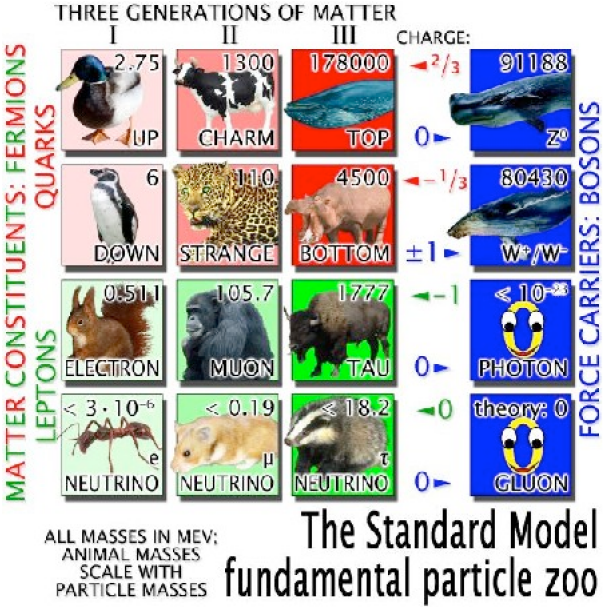 THREE GENERATIONS OF MATTER
I II III CHARGE:
MATTER CONSTITUENTS: FERMIONS
QUARKS
LEPTONS
2.75
UP
1300
CHARM
178000
TOP
◄2/3
0►
91188
Z⁰
6
DOWN
110
STRANGE
4500
BOTTOM
◄-1/3
±1►
80430
W⁺/W⁻
0.511
ELECTRON
105.7
MUON
1777
TAU
◄-1
0►
< 10⁻²³
PHOTON
< 3·10⁻⁶
e
NEUTRINO
< 0.19
μ
NEUTRINO
< 18.2
τ
NEUTRINO
◄0
0►
theory: 0
GLUON
FORCE CARRIERS: BOSONS
ALL MASSES IN MEV;
ANIMAL MASSES
SCALE WITH
PARTICLE MASSES
The Standard Model
fundamental particle zoo